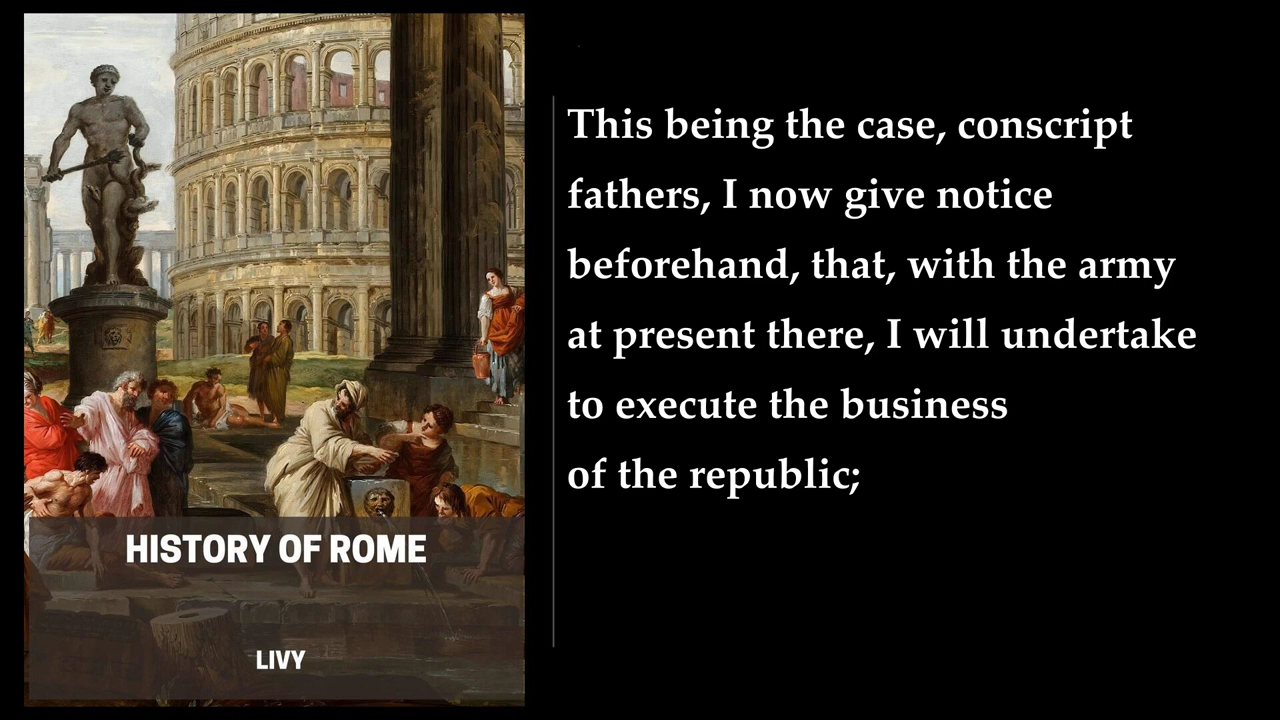 HISTORY OF ROME
LIVY
This being the case, conscript
fathers, I now give notice
beforehand, that, with the army
at present there, I will undertake
to execute the business
of the republic;